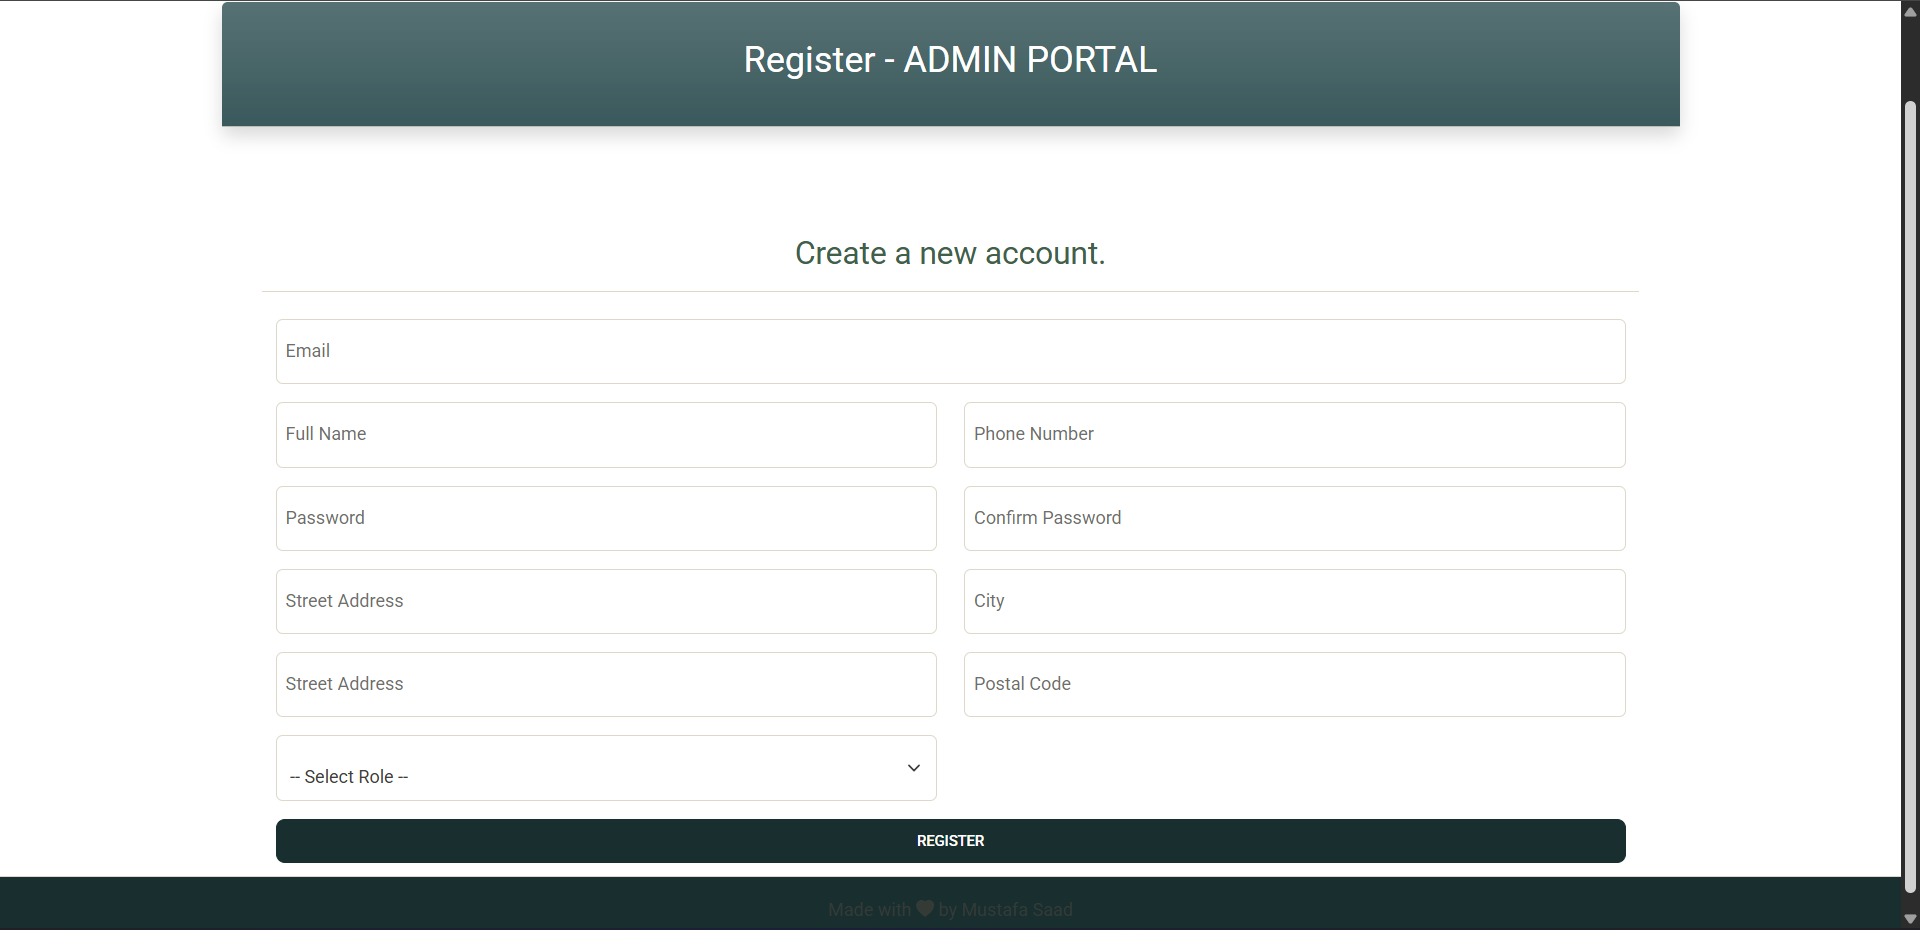 Register - ADMIN PORTAL
Create a new account.
Email
Full Name
Phone Number
Password
Confirm Password
Street Address
City
Street Address
Postal Code
-- Select Role --
REGISTER
Made with ♥ by Mustafa Saad